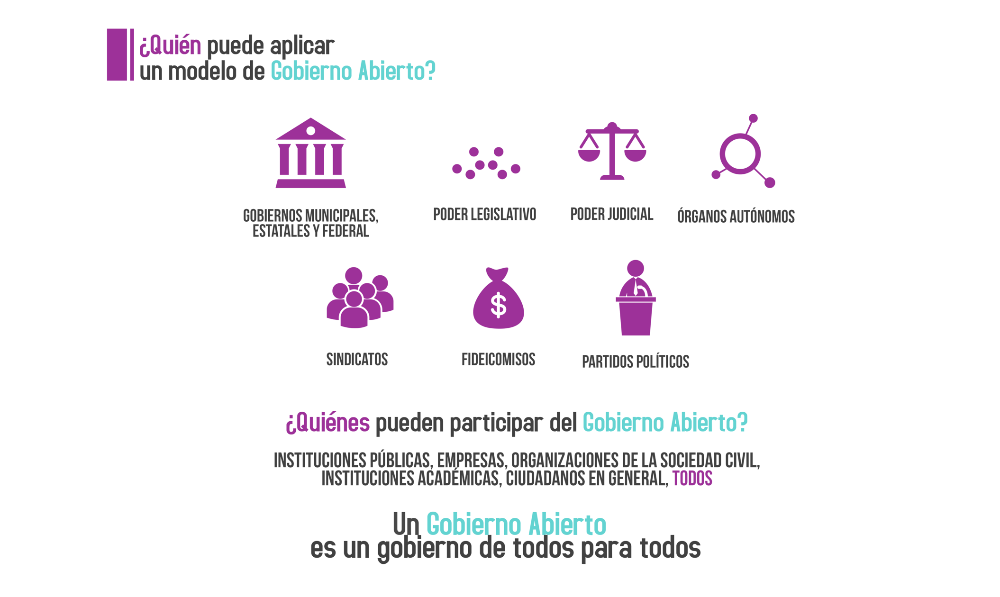 ¿Quién puede aplicar
un modelo de Gobierno Abierto?
GOBIERNOS MUNICIPALES,
ESTATALES Y FEDERAL
PODER LEGISLATIVO
PODER JUDICIAL
ÓRGANOS AUTÓNOMOS
$
SINDICATOS
FIDEICOMISOS
PARTIDOS POLÍTICOS
¿Quiénes pueden participar del Gobierno Abierto?
INSTITUCIONES PÚBLICAS, EMPRESAS, ORGANIZACIONES DE LA SOCIEDAD CIVIL,
INSTITUCIONES ACADÉMICAS, CIUDADANOS EN GENERAL, TODOS
Un Gobierno Abierto
es un gobierno de todos para todos